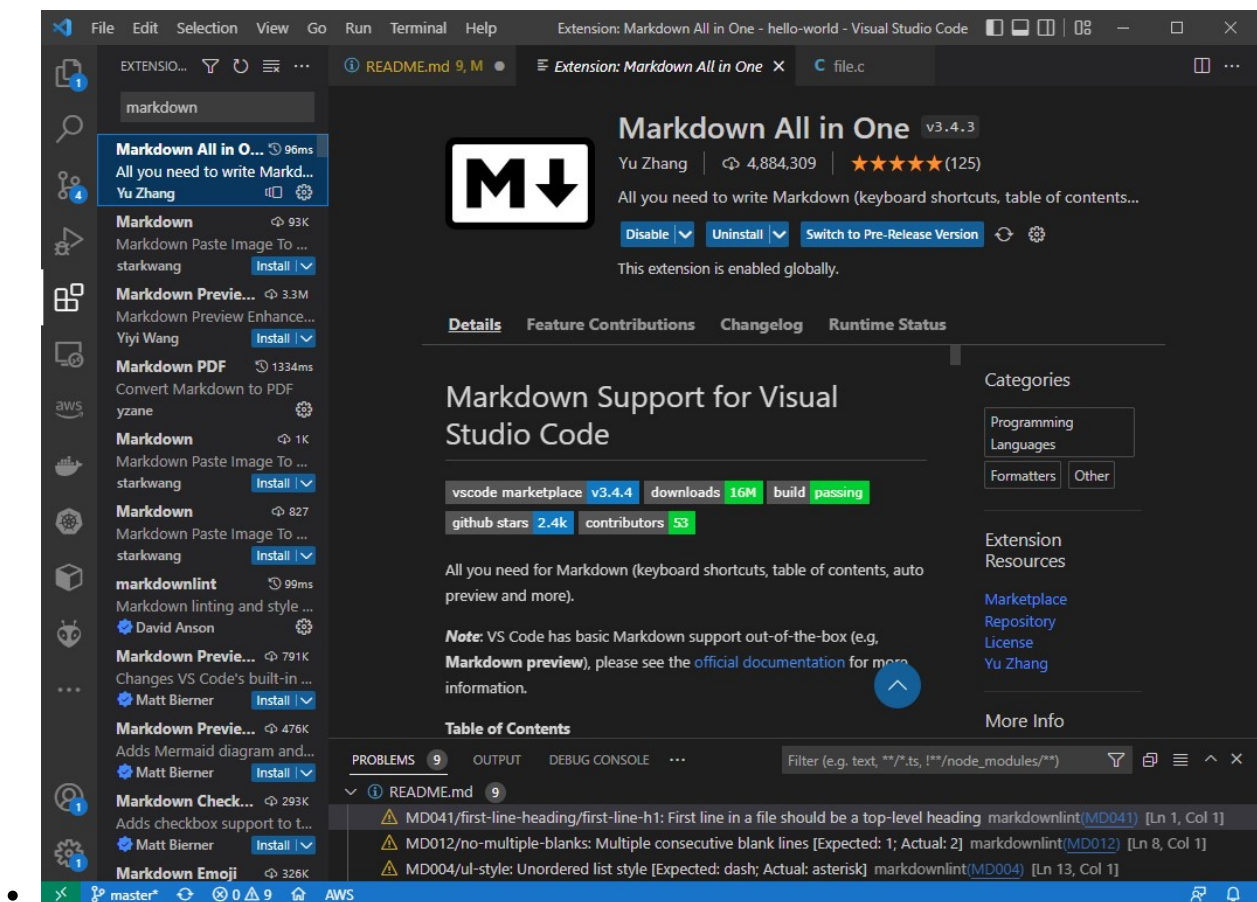 File Edit Selection View Go Run Terminal Help Extension: Markdown All in One - hello-world - Visual Studio Code
EXTENSIO... ···
markdown
Markdown All in O... 96ms
All you need to write Markd...
Yu Zhang
Markdown 93K
Markdown Paste Image To ...
starkwang Install
Markdown Previe... 3.3M
Markdown Preview Enhance...
Yiyi Wang Install
Markdown PDF 1334ms
Convert Markdown to PDF
yzane
Markdown 1K
Markdown Paste Image To ...
starkwang Install
Markdown 827
Markdown Paste Image To ...
starkwang Install
markdownlint 99ms
Markdown linting and style ...
David Anson
Markdown Previe... 791K
Changes VS Code's built-in ...
Matt Bierner Install
Markdown Previe... 476K
Adds Mermaid diagram and...
Matt Bierner Install
Markdown Check... 293K
Adds checkbox support to t...
Matt Bierner Install
Markdown Emoji 326K
1
4
aws
1
1
README.md 9, M ●
Extension: Markdown All in One ×
C file.c
M
Markdown All in One v3.4.3
Yu Zhang 4,884,309 ★★★★★(125)
All you need to write Markdown (keyboard shortcuts, table of contents...
Disable Uninstall Switch to Pre-Release Version
This extension is enabled globally.
Details Feature Contributions Changelog Runtime Status
Markdown Support for Visual
Studio Code
vscode marketplace v3.4.4 downloads 16M build passing
github stars 2.4k contributors 53
All you need for Markdown (keyboard shortcuts, table of contents, auto
preview and more).
Note: VS Code has basic Markdown support out-of-the-box (e.g,
Markdown preview), please see the official documentation for more
information.
Table of Contents
Categories
Programming
Languages
Formatters Other
Extension
Resources
Marketplace
Repository
License
Yu Zhang
More Info
PROBLEMS 9 OUTPUT DEBUG CONSOLE ··· Filter (e.g. text, **/*.ts, !**/node_modules/**)
README.md 9
MD041/first-line-heading/first-line-h1: First line in a file should be a top-level heading markdownlint(MD041) [Ln 1, Col 1]
MD012/no-multiple-blanks: Multiple consecutive blank lines [Expected: 1; Actual: 2] markdownlint(MD012) [Ln 8, Col 1]
MD004/ul-style: Unordered list style [Expected: dash; Actual: asterisk] markdownlint(MD004) [Ln 13, Col 1]
master* 0 9 AWS